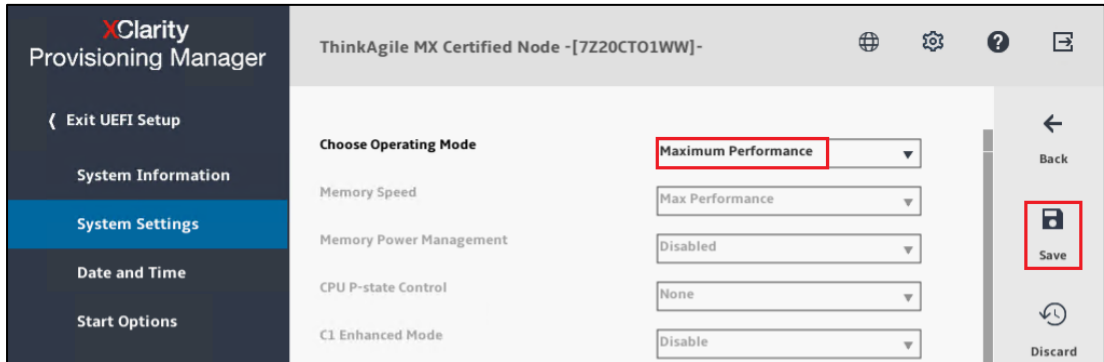 XClarity
Provisioning Manager
ThinkAgile MX Certified Node -[7Z20CTO1WW]-
Exit UEFI Setup
System Information
System Settings
Date and Time
Start Options
Choose Operating Mode
Maximum Performance
Memory Speed
Max Performance
Memory Power Management
Disabled
CPU P-state Control
None
C1 Enhanced Mode
Disable
Back
Save
Discard